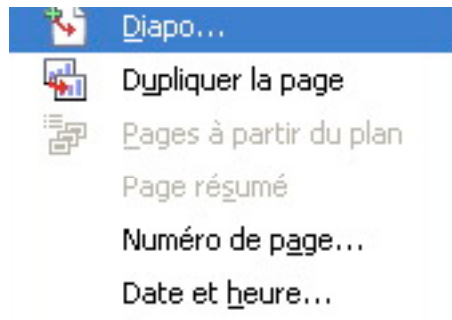 Diapo...
Dupliquer la page
Pages à partir du plan
Page résumé
Numéro de page...
Date et heure...